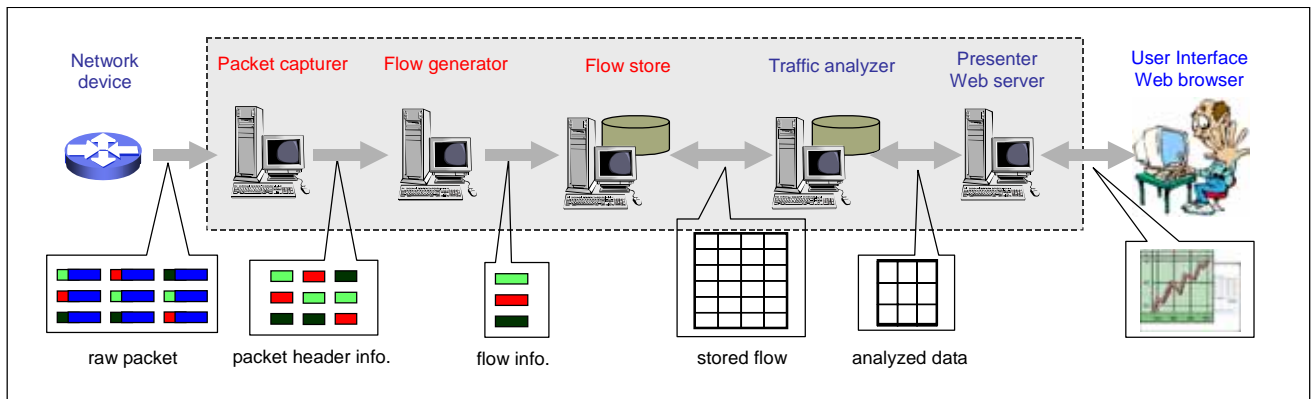 Network
device
Packet capturer
Flow generator
Flow store
Traffic analyzer
Presenter
Web server
User Interface
Web browser
raw packet
packet header info.
flow info.
stored flow
analyzed data